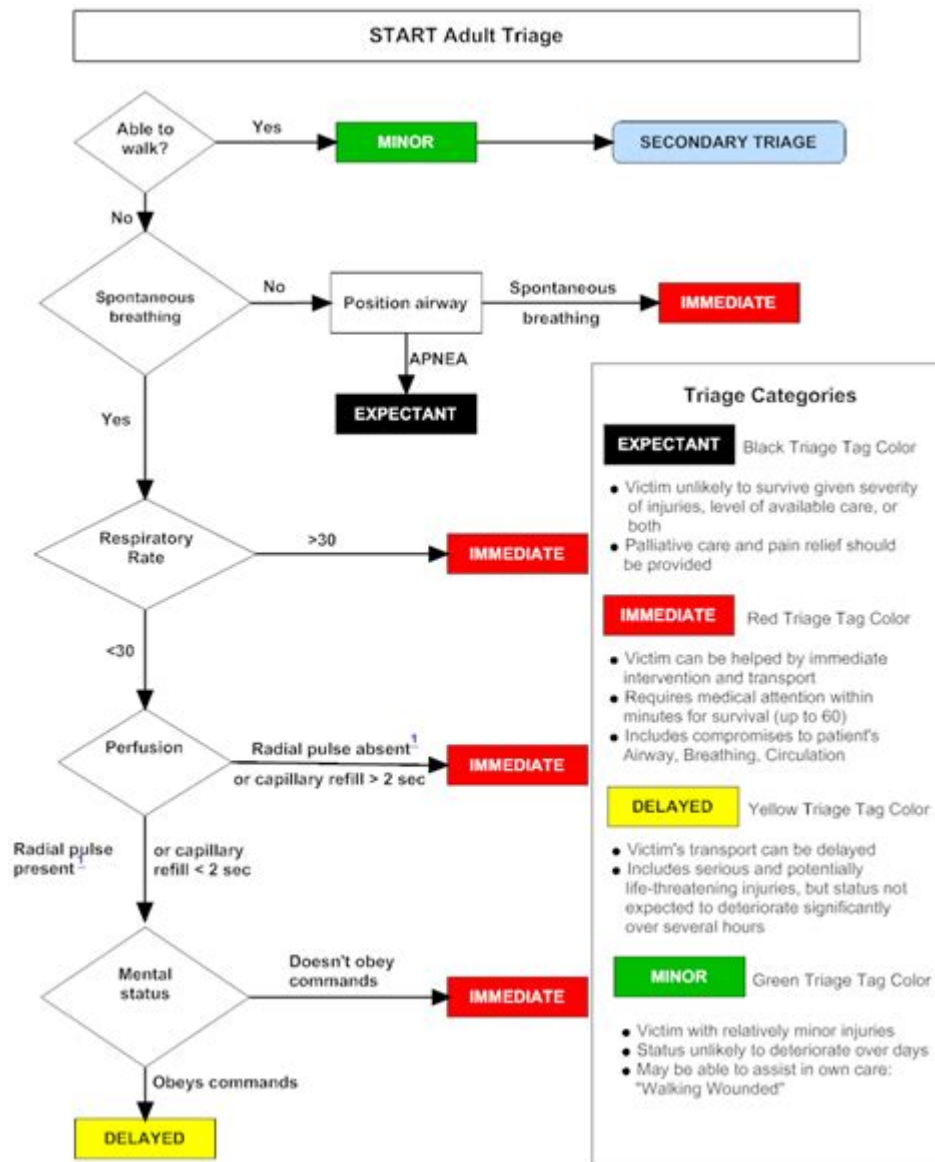 START Adult Triage
Able to
walk?
Yes
MINOR
SECONDARY TRIAGE
No
Spontaneous
breathing
No
Position airway
Spontaneous
breathing
IMMEDIATE
APNEA
EXPECTANT
Yes
Respiratory
Rate
>30
IMMEDIATE
<30
Perfusion
Radial pulse absent1
or capillary refill > 2 sec
IMMEDIATE
Radial pulse
present1
or capillary
refill < 2 sec
Mental
status
Doesn't obey
commands
IMMEDIATE
Obeys commands
DELAYED
Triage Categories
EXPECTANT Black Triage Tag Color
● Victim unlikely to survive given severity
of injuries, level of available care, or
both
● Palliative care and pain relief should
be provided
IMMEDIATE Red Triage Tag Color
● Victim can be helped by immediate
intervention and transport
● Requires medical attention within
minutes for survival (up to 60)
● Includes compromises to patient's
Airway, Breathing, Circulation
DELAYED Yellow Triage Tag Color
● Victim's transport can be delayed
● Includes serious and potentially
life-threatening injuries, but status not
expected to deteriorate significantly
over several hours
MINOR Green Triage Tag Color
● Victim with relatively minor injuries
● Status unlikely to deteriorate over days
● May be able to assist in own care:
"Walking Wounded"